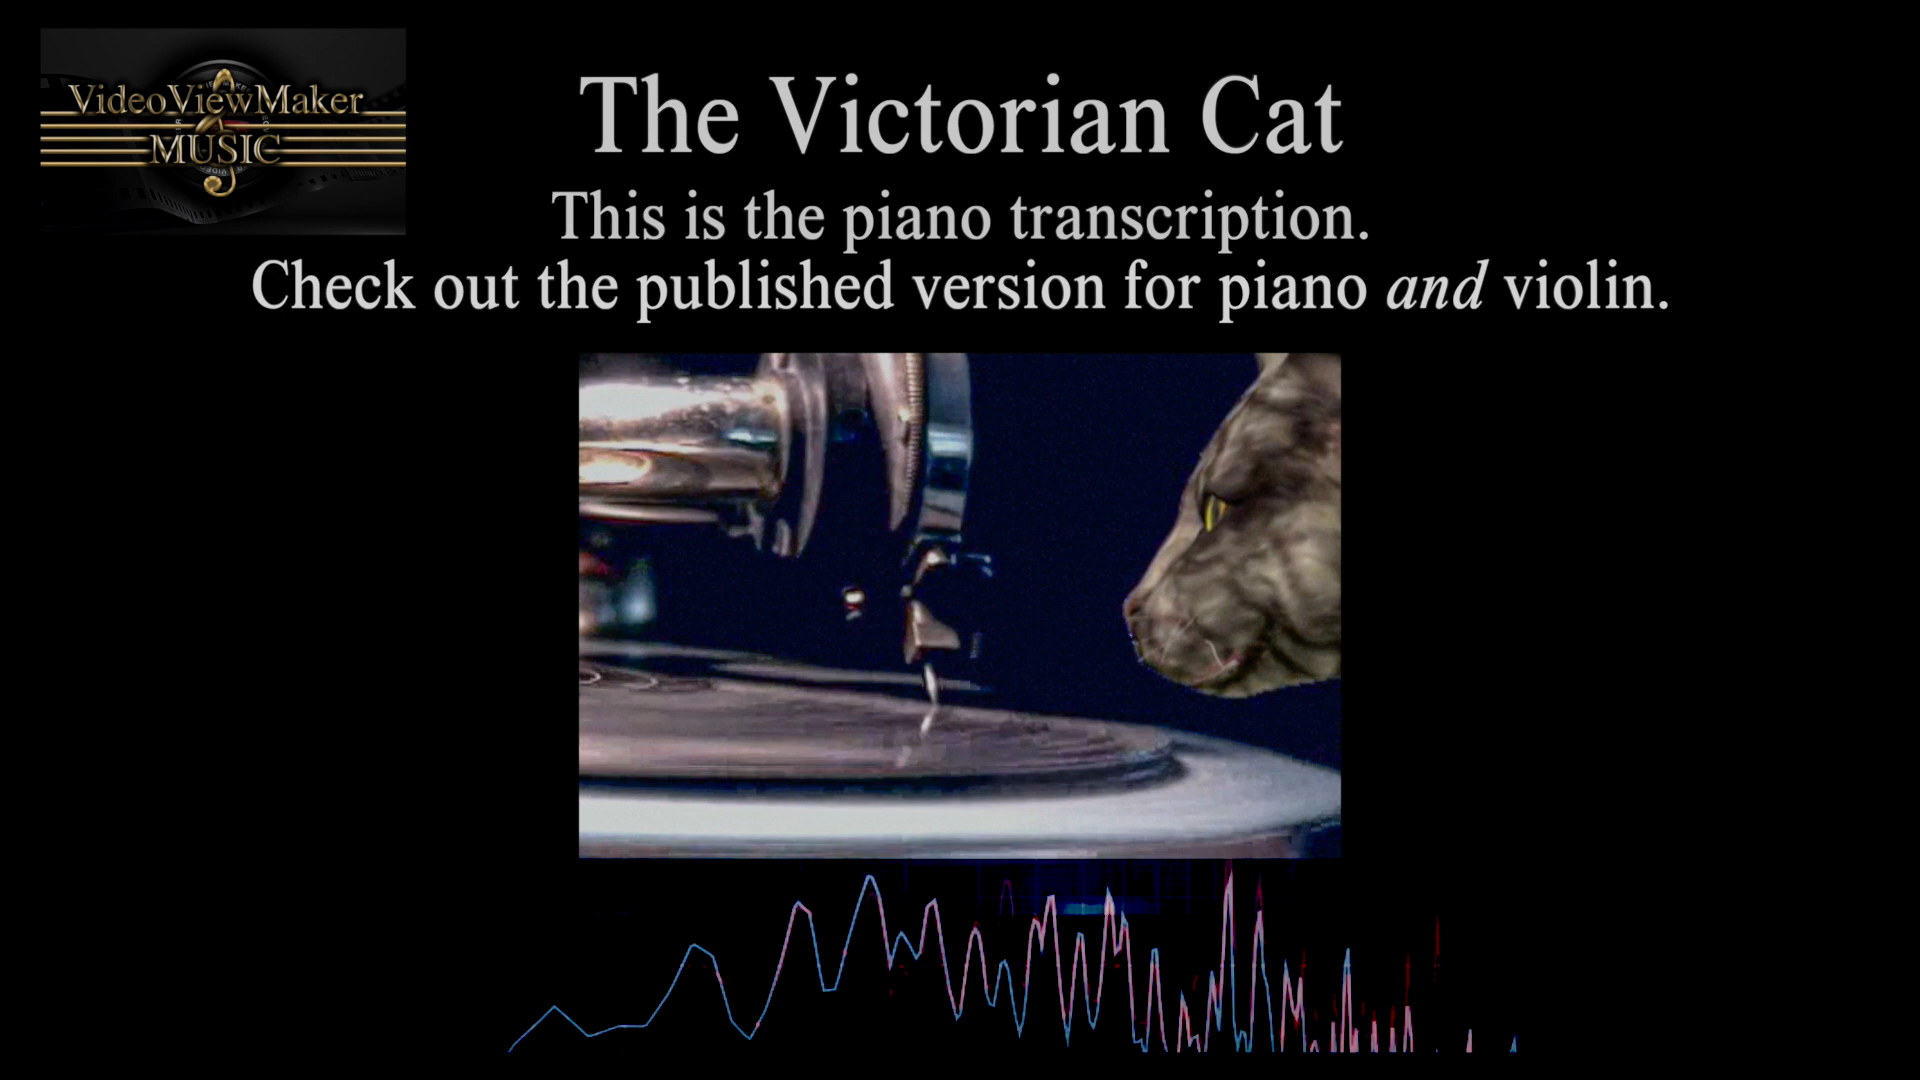 VideoViewMaker
MUSIC
The Victorian Cat
This is the piano transcription.
Check out the published version for piano and violin.